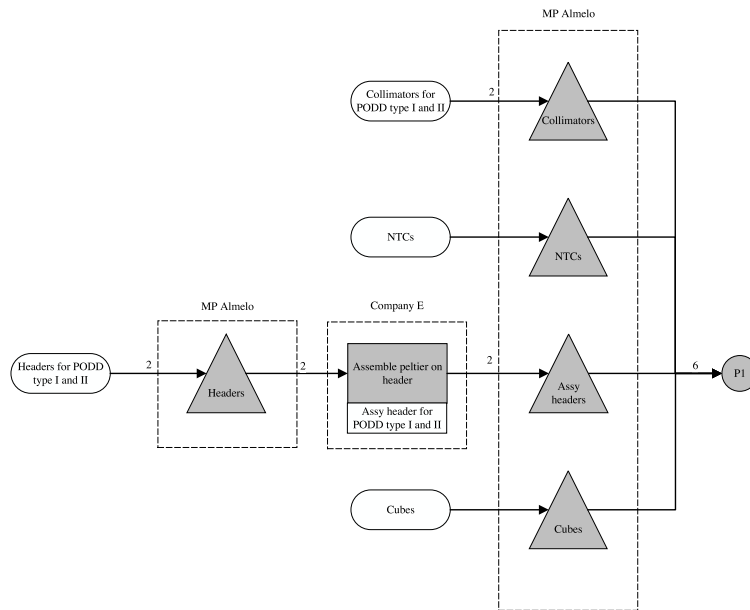 MP Almelo
Collimators for
PODD type I and II
2
Collimators
NTCs
NTCs
MP Almelo
Company E
Headers for PODD
type I and II
2
Headers
2
Assemble peltier on
header
Assy header for
PODD type I and II
2
Assy
headers
6
P1
Cubes
Cubes